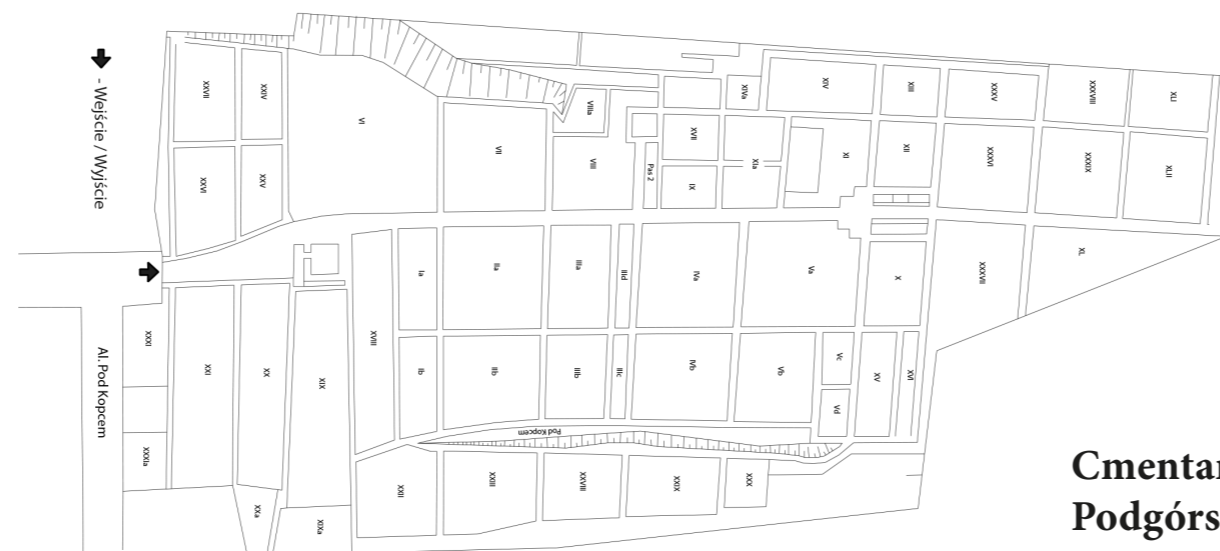 - Wejście / Wyjście
XXVII
XXIV
VI
VII
VIIIa
VIII
Pas 2
XVII
IX
XIVa
XIa
XIV
XI
XIII
XII
XXXV
XXXVI
XXXVIII
XXXIX
XLI
XLII
XXVI
XXV
Ia
IIa
IIIa
IIId
IVa
Va
X
XXXVII
XL
XXXI
XXI
XX
XIX
XVIII
Ib
IIb
IIIb
IIIc
IVb
Vb
Vc
Vd
XV
XVI
Al. Pod Kopcem
XXXIa
XXa
XIXa
XXII
Pod Kopcem
XXIII
XXVIII
XXIX
XXX
Cmentar
Podgórs